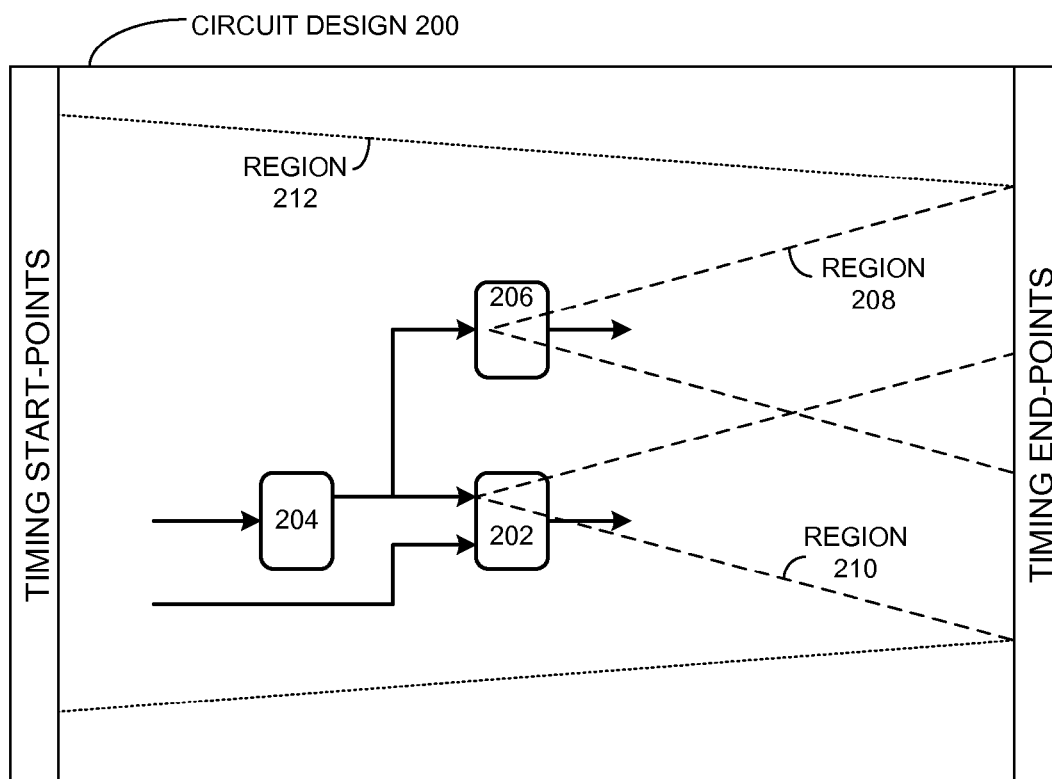 CIRCUIT DESIGN 200
REGION
212
TIMING START-POINTS
206
REGION
208
TIMING END-POINTS
204
202
REGION
210